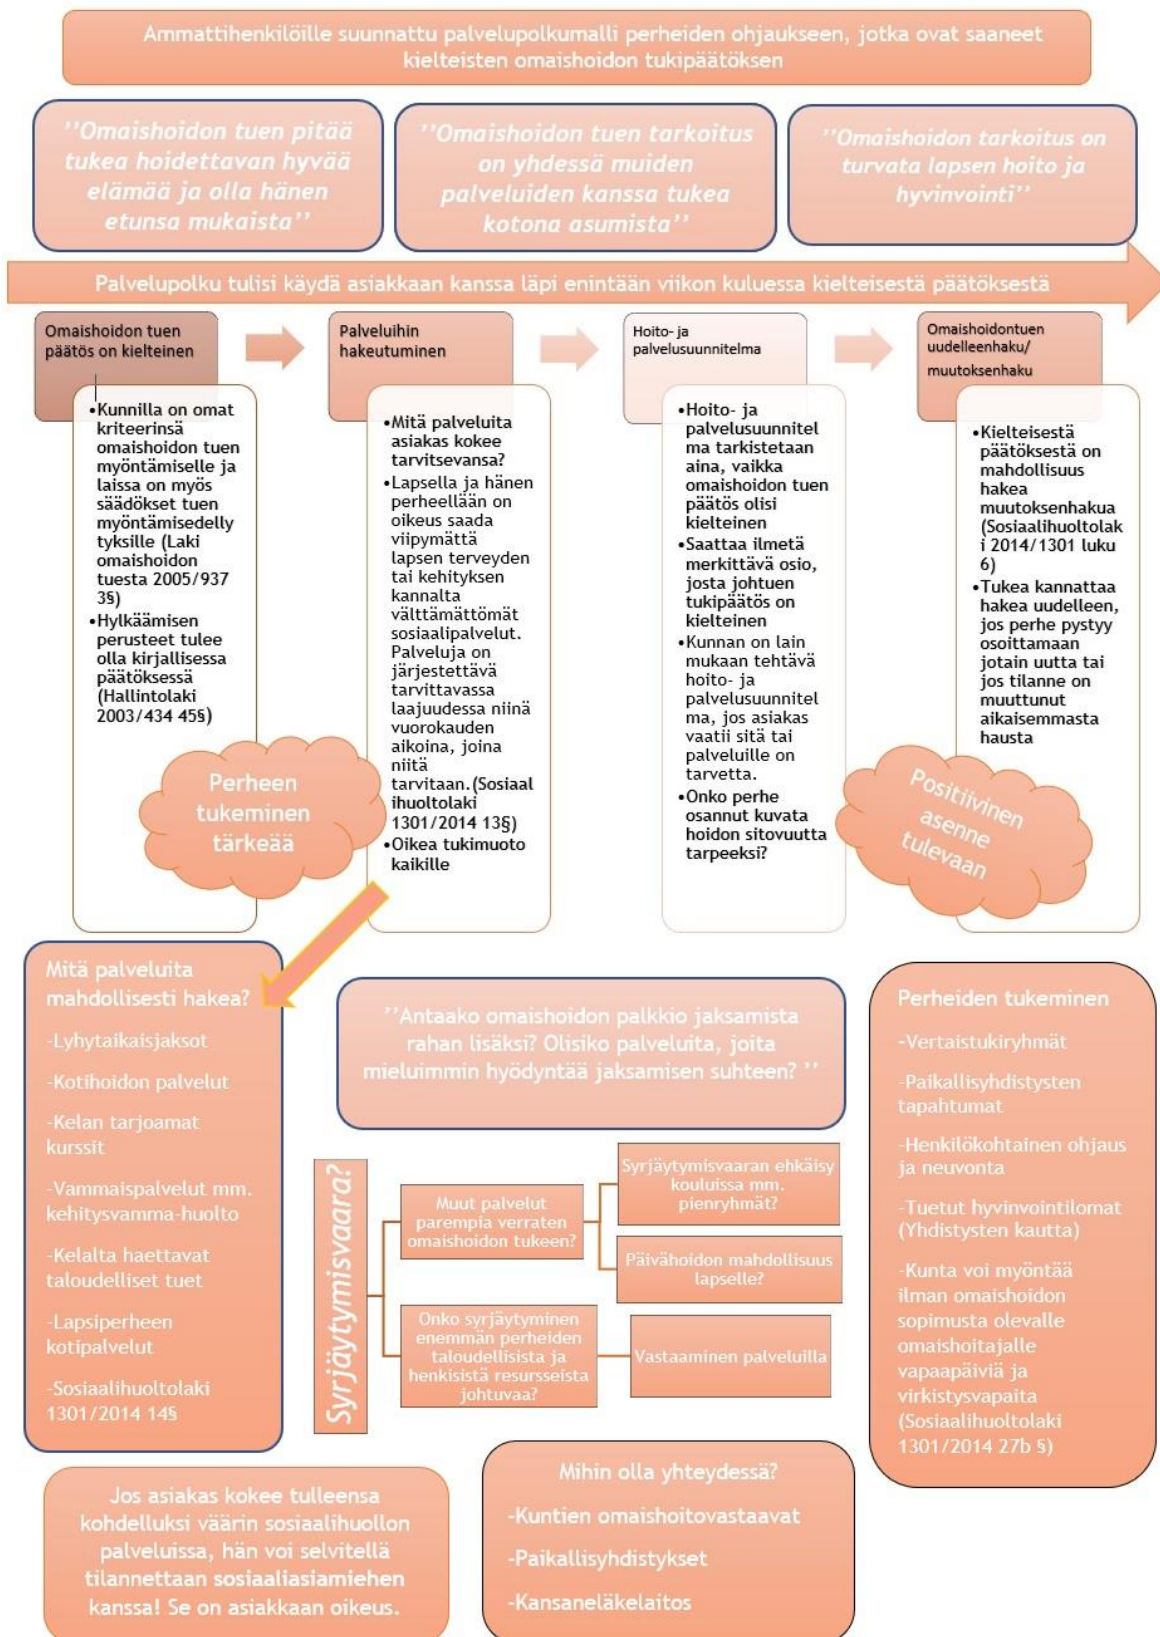 Ammattihenkilöille suunnattu palvelupolkumalli perheiden ohjaukseen, jotka ovat saaneet
kielteisten omaishoidon tukipäätöksen
’’Omaishoidon tuen pitää
tukea hoidettavan hyvää
elämää ja olla hänen
etunsa mukaista’’
’’Omaishoidon tuen tarkoitus
on yhdessä muiden
palveluiden kanssa tukea
kotona asumista’’
’’Omaishoidon tarkoitus on
turvata lapsen hoito ja
hyvinvointi’’
Palvelupolku tulisi käydä asiakkaan kanssa läpi enintään viikon kuluessa kielteisestä päätöksestä
Omaishoidon tuen
päätös on kielteinen
•Kunnilla on omat
kriteerinsä
omaishoidon tuen
myöntämiselle ja
laissa on myös
säädökset tuen
myöntämisedelly
tyksille (Laki
omaishoidon
tuesta 2005/937
3§)
•Hylkäämisen
perusteet tulee
olla kirjallisessa
päätöksessä
(Hallintolaki
2003/434 45§)
Perheen
tukeminen
tärkeää
Palveluihin
hakeutuminen
•Mitä palveluita
asiakas kokee
tarvitsevansa?
•Lapsella ja hänen
perheellään on
oikeus saada
viipymättä
lapsen terveyden
tai kehityksen
kannalta
välttämättömät
sosiaalipalvelut.
Palveluja on
järjestettävä
tarvittavassa
laajuudessa niinä
vuorokauden
aikoina, joina
niitä
tarvitaan.(Sosiaal
ihuoltolaki
1301/2014 13§)
•Oikea tukimuoto
kaikille
Hoito- ja
palvelusuunnitelma
•Hoito- ja
palvelusuunnitel
ma tarkistetaan
aina, vaikka
omaishoidon tuen
päätös olisi
kielteinen
•Saattaa ilmetä
merkittävä osio,
josta johtuen
tukipäätös on
kielteinen
•Kunnan on lain
mukaan tehtävä
hoito- ja
palvelusuunnitel
ma, jos asiakas
vaatii sitä tai
palveluille on
tarvetta.
•Onko perhe
osannut kuvata
hoidon sitovuutta
tarpeeksi?
Omaishoidontuen
uudelleenhaku/
muutoksenhaku
•Kielteisestä
päätöksestä on
mahdollisuus
hakea
muutoksenhakua
(Sosiaalihuoltolak
i 2014/1301 luku
6)
•Tukea kannattaa
hakea uudelleen,
jos perhe pystyy
osoittamaan
jotain uutta tai
jos tilanne on
muuttunut
aikaisemmasta
hausta
Positiivinen
asenne
tulevaan
Mitä palveluita
mahdollisesti hakea?
-Lyhytaikaisjaksot
-Kotihoidon palvelut
-Kelan tarjoamat
kurssit
-Vammaispalvelut mm.
kehitysvamma-huolto
-Kelalta haettavat
taloudelliset tuet
-Lapsiperheen
kotipalvelut
-Sosiaalihuoltolaki
1301/2014 14§
’’Antaako omaishoidon palkkio jaksamista
rahan lisäksi? Olisiko palveluita, joita
mieluimmin hyödyntää jaksamisen suhteen? ’’
Syrjäytymisvaara?
Muut palvelut
parempia verraten
omaishoidon tukeen?
Syrjäytymisvaaran ehkäisy
kouluissa mm.
pienryhmät?
Päivähoidon mahdollisuus
lapselle?
Onko syrjäytyminen
enemmän perheiden
taloudellisista ja
henkisistä resursseista
johtuvaa?
Vastaaminen palveluilla
Perheiden tukeminen
-Vertaistukiryhmät
-Paikallisyhdistysten
tapahtumat
-Henkilökohtainen ohjaus
ja neuvonta
-Tuetut hyvinvointilomat
(Yhdistysten kautta)
-Kunta voi myöntää
ilman omaishoidon
sopimusta olevalle
omaishoitajalle
vapaapäiviä ja
virkistysvapaita
(Sosiaalihuoltolaki
1301/2014 27b §)
Jos asiakas kokee tulleensa
kohdelluksi väärin sosiaalihuollon
palveluissa, hän voi selvitellä
tilannettaan sosiaaliasiamiehen
kanssa! Se on asiakkaan oikeus.
Mihin olla yhteydessä?
-Kuntien omaishoitovastaavat
-Paikallisyhdistykset
-Kansaneläkelaitos